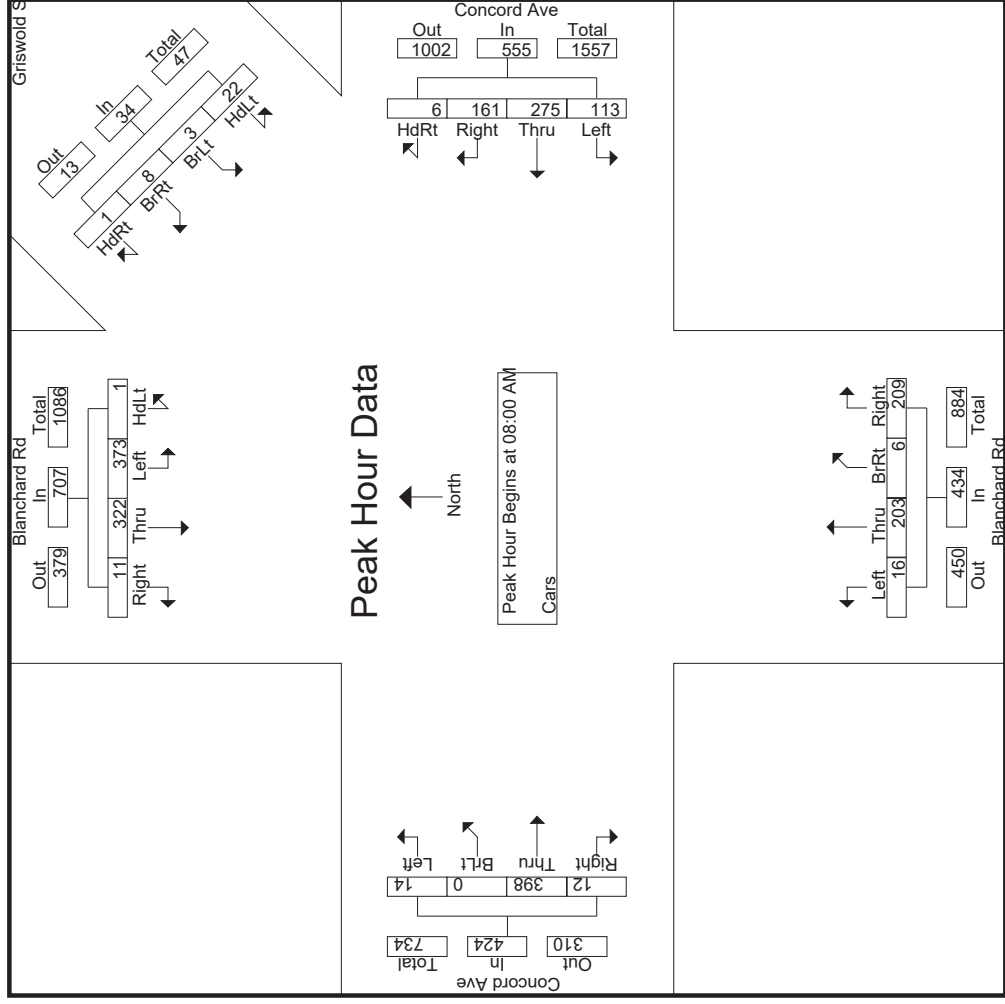 Griswold S
Out
13
In
34
Total
47
1
8
3
22
HdRt
BrRt
BrLt
HdLt
Concord Ave
Out
In
Total
1002
555
1557
6
161
275
113
HdRt
Right
Thru
Left
Blanchard Rd
Out
In
Total
379
707
1086
11
322
373
1
Right
Thru
Left
HdLt
Peak Hour Data
North
Peak Hour Begins at 08:00 AM
Cars
Left
Thru
BrRt
Right
16
203
6
209
450
434
884
Out
In
Total
Blanchard Rd
Left
BrLt
Thru
Right
14
0
398
12
734
424
310
Total
In
Out
Concord Ave